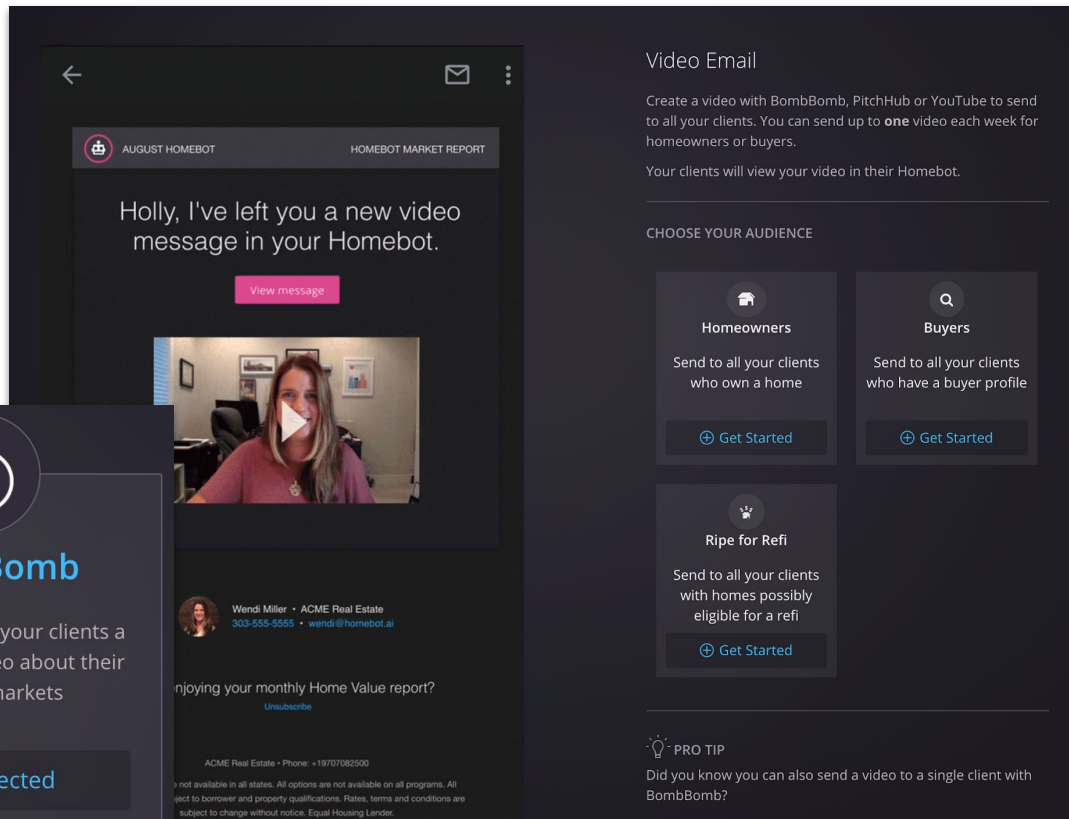 AUGUST HOMEBOT
HOMEBOT MARKET REPORT
Holly, I've left you a new video
message in your Homebot.
View message
Wendi Miller • ACME Real Estate
303-555-5555 • wendi@homebot.ai
your monthly Home Value report?
Unsubscribe
ACME Real Estate • Phone: +19707082500
not available in all states. All options are not available on all programs. All
to borrower and property qualifications. Rates, terms and conditions are
subject to change without notice. Equal Housing Lender.
your clients a
about their
Video Email
Create a video with BombBomb, PitchHub or YouTube to send
to all your clients. You can send up to one video each week for
homeowners or buyers.
Your clients will view your video in their Homebot.
CHOOSE YOUR AUDIENCE
Homeowners
Send to all your clients
who own a home
Get Started
Buyers
Send to all your clients
who have a buyer profile
Get Started
Ripe for Refi
Send to all your clients
with homes possibly
eligible for a refi
Get Started
PRO TIP
Did you know you can also send a video to a single client with
BombBomb?